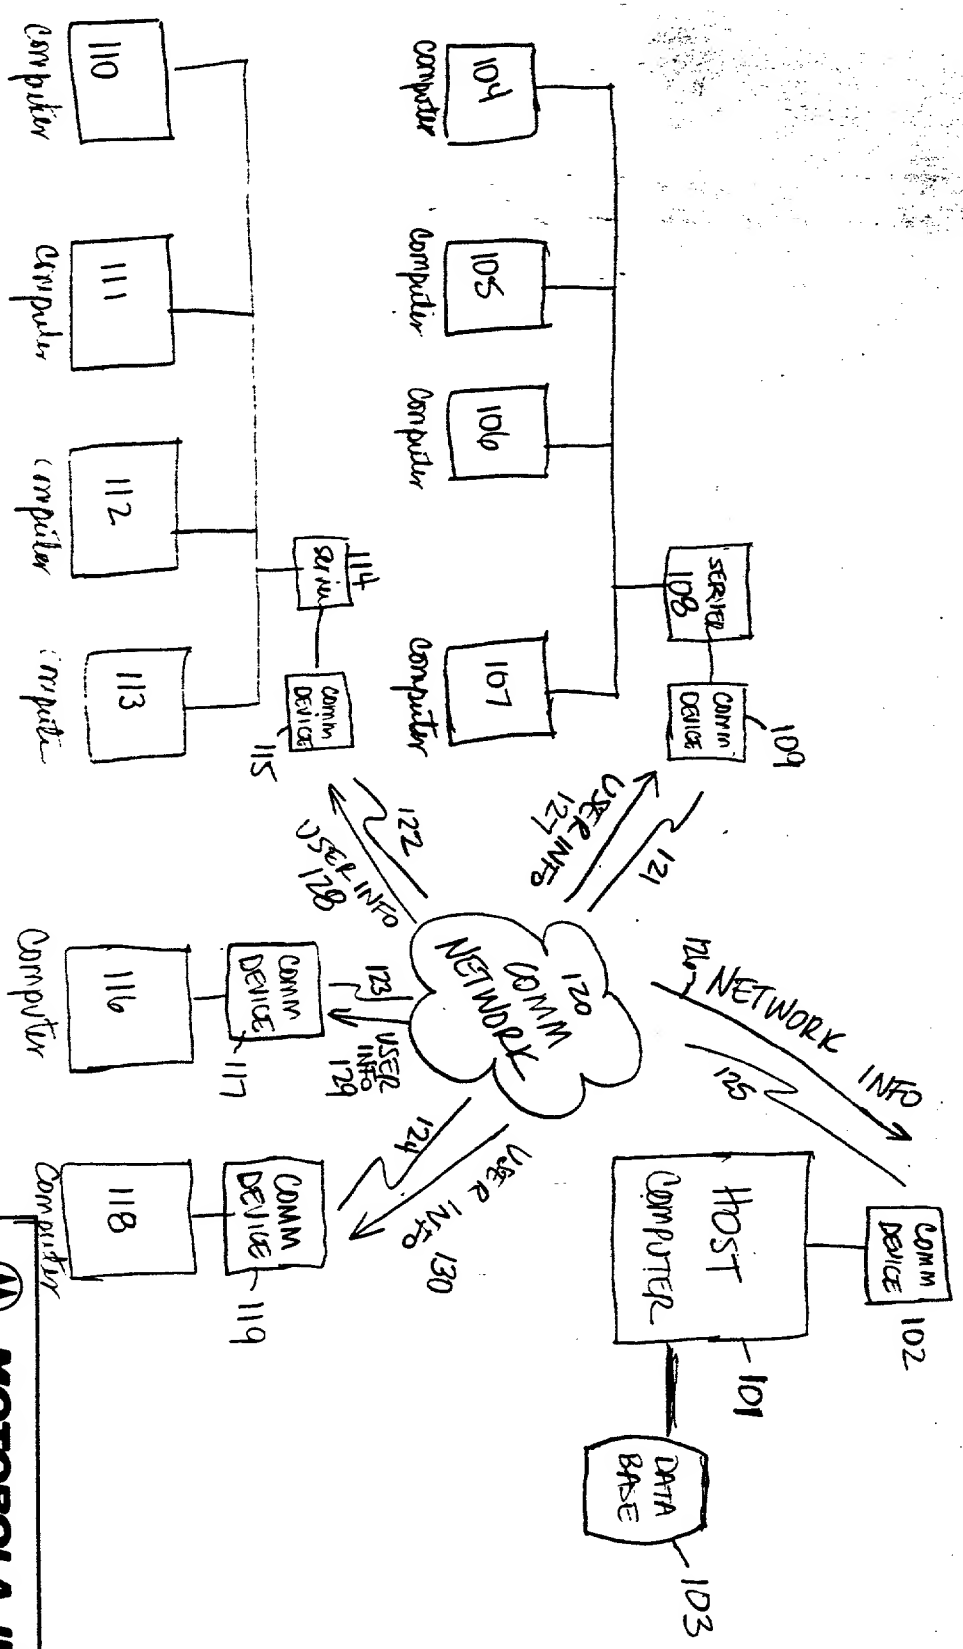 COMM
DEVICE
102
HOST
COMPUTER
101
DATA
BASE
103
126 NETWORK INFO
125
SERVER
108
COMM
DEVICE
109
121
USER INFO
127
104
computer
105
computer
106
computer
107
computer
120
COMM
NETWORK
114
COMM
DEVICE
115
122
USER INFO
128
110
computer
111
computer
112
113
123
USER
INFO
129
COMM
DEVICE
117
116
Computer
124
USER INFO 130
COMM
DEVICE
119
118
Computer
M MOTOROLA